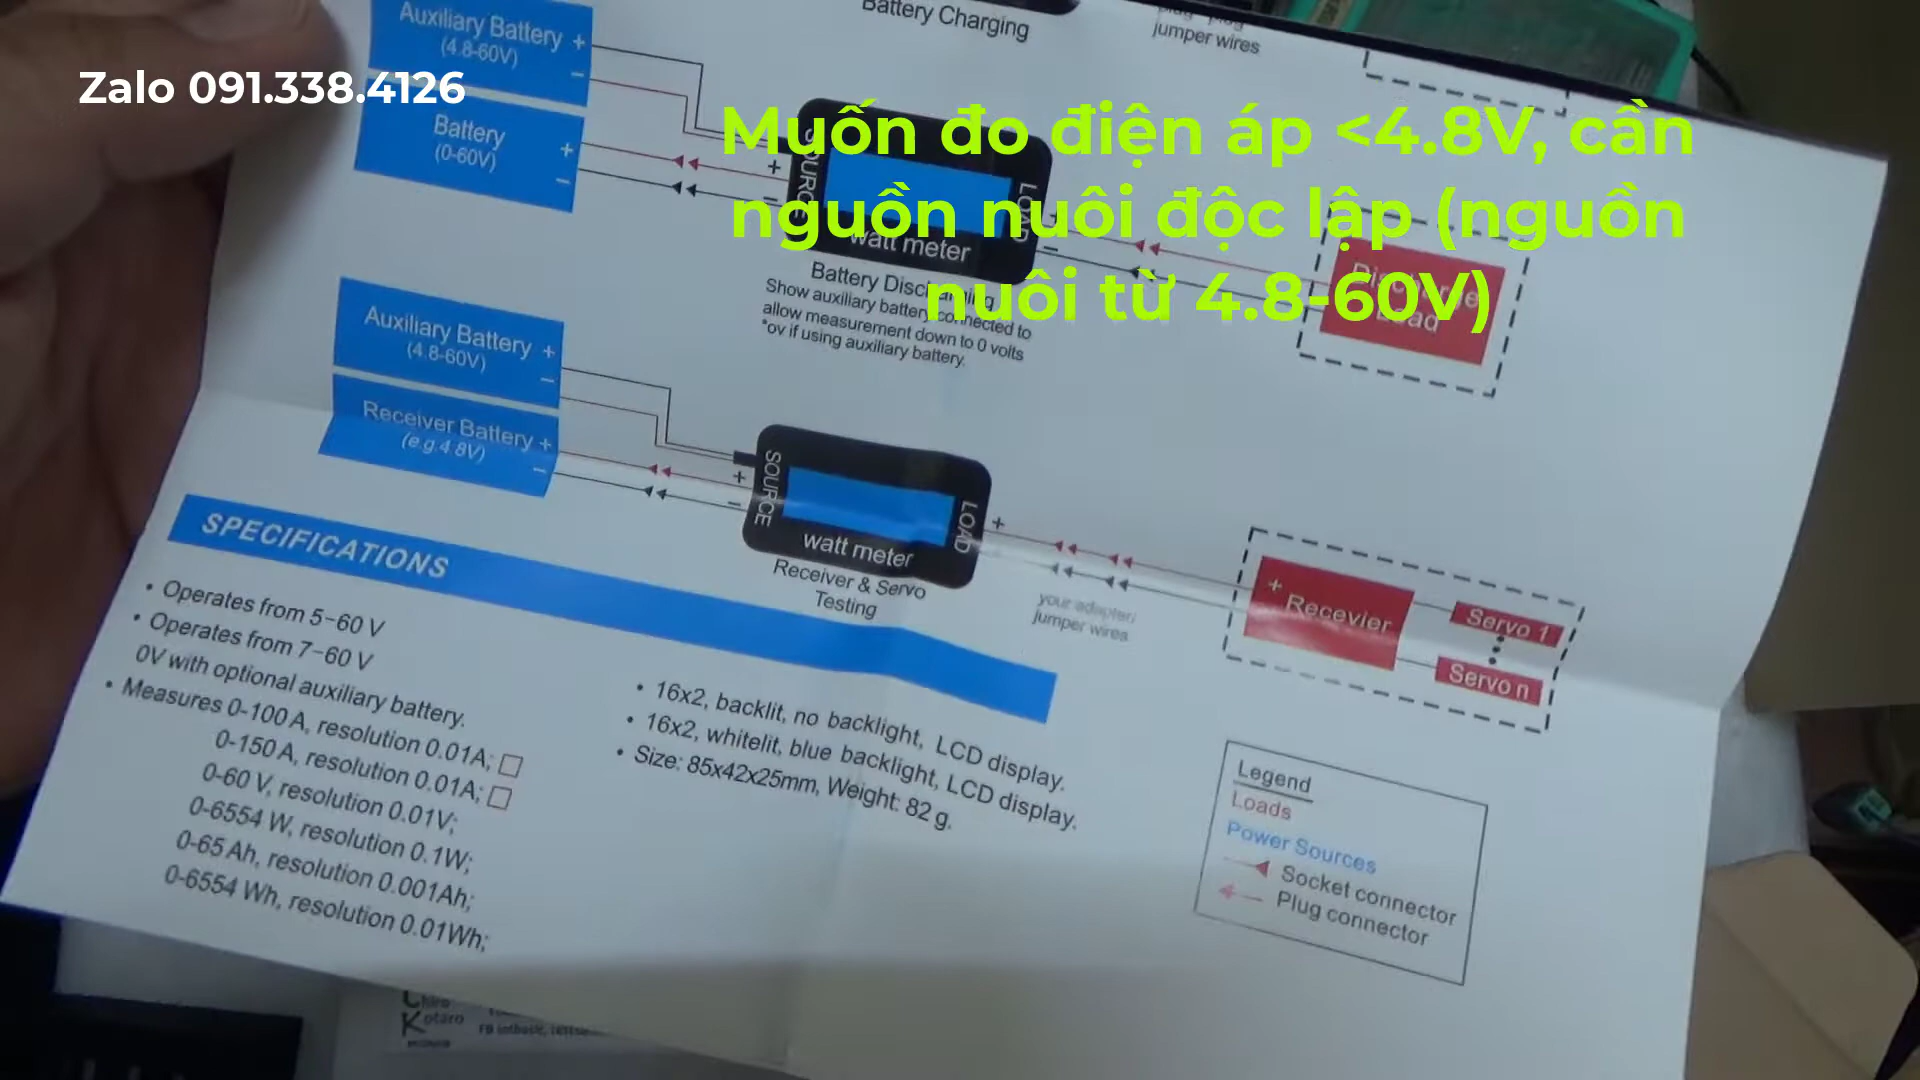 Zalo 091.338.4126
Muốn đo điện áp <4.8V, cần
nguồn nuôi độc lập (nguồn
nuôi từ 4.8-60V)
Battery Charging
jumper wires
Auxiliary Battery +
(4.8-60V)
−
Battery
(0-60V)
+
−
SOURCE
+
−
LOAD
−
watt meter
Battery Discharging
Show auxiliary battery connected to
allow measurement down to 0 volts
*ov if using auxiliary battery.
Discharge
Load
Auxiliary Battery +
(4.8-60V)
−
Receiver Battery +
(e.g.4.8V)
−
SOURCE
+
−
LOAD
+
watt meter
Receiver & Servo
Testing
your adapter/
jumper wires
+
Recevier
Servo 1
Servo n
SPECIFICATIONS
• Operates from 5-60 V
• Operates from 7-60 V
0V with optional auxiliary battery.
• Measures 0-100 A, resolution 0.01A; □
0-150 A, resolution 0.01A; □
0-60 V, resolution 0.01V;
0-6554 W, resolution 0.1W;
0-65 Ah, resolution 0.001Ah;
0-6554 Wh, resolution 0.01Wh;
• 16x2, backlit, no backlight, LCD display.
• 16x2, whitelit, blue backlight, LCD display.
• Size: 85x42x25mm, Weight: 82 g.
Legend
Loads
Power Sources
Socket connector
Plug connector
Kotaro